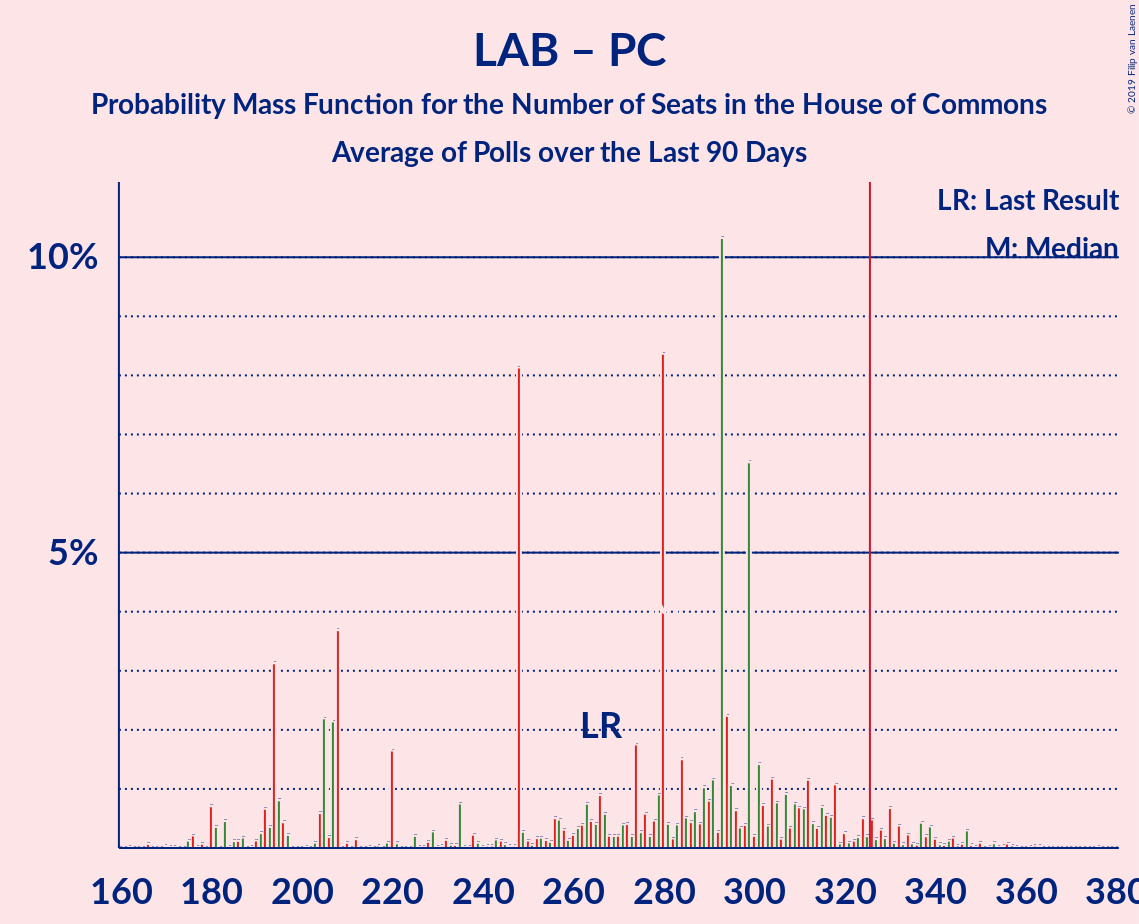 LAB – PC
Probability Mass Function for the Number of Seats in the House of Commons
Average of Polls over the Last 90 Days
© 2019 Filip van Laenen
LR: Last Result
M: Median
10%
5%
LR
M
160 180 200 220 240 260 280 300 320 340 360 380